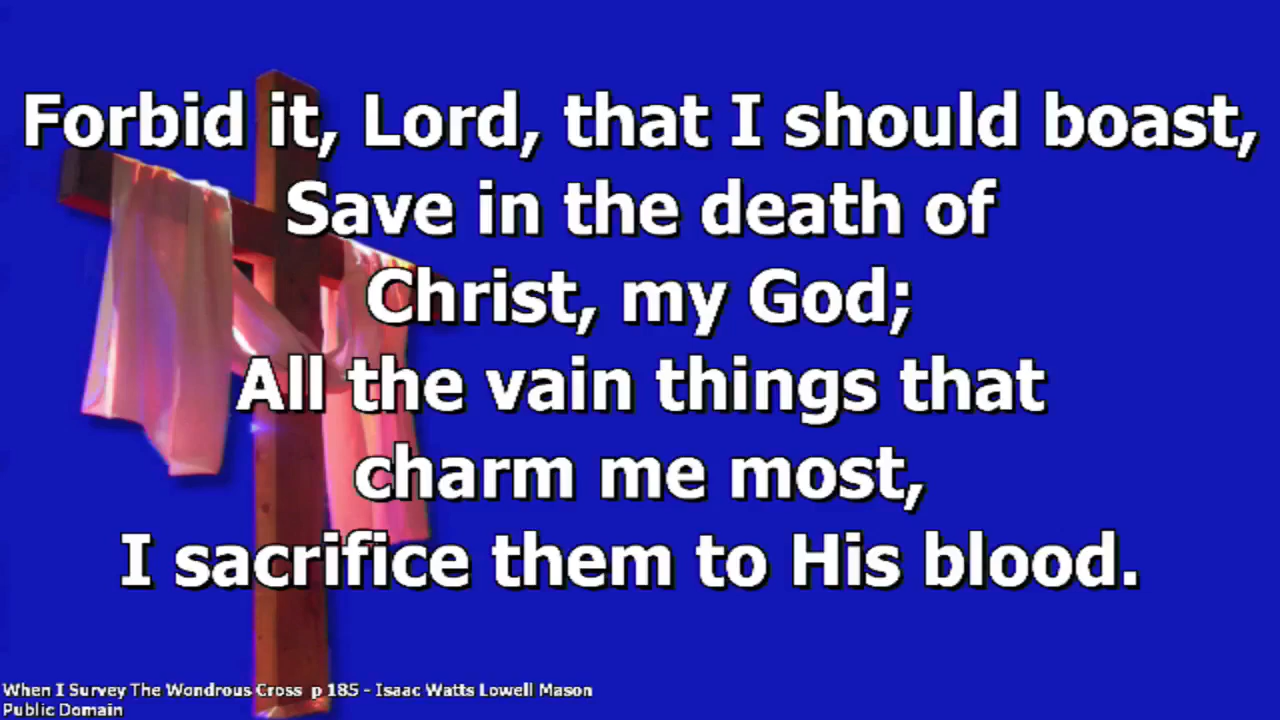 Forbid it, Lord, that I should boast,
Save in the death of
Christ, my God;
All the vain things that
charm me most,
I sacrifice them to His blood.
When I Survey The Wondrous Cross p 185 - Isaac Watts Lowell Mason
Public Domain